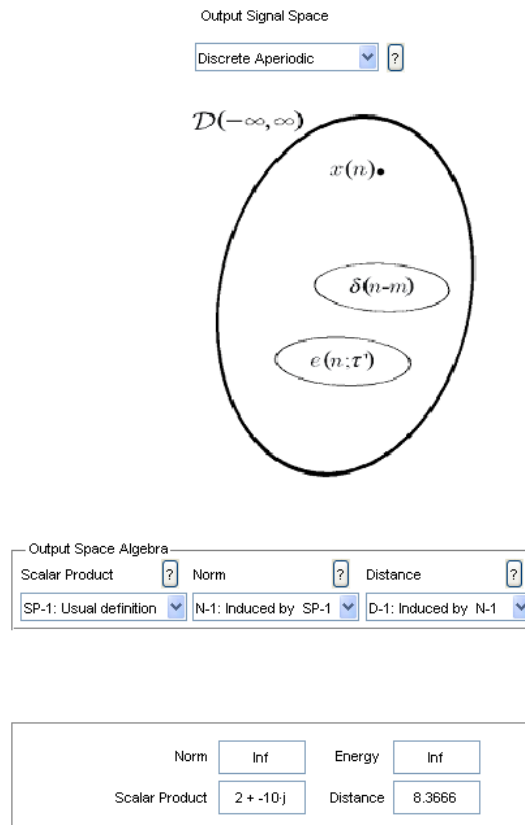 Output Signal Space
Discrete Aperiodic ?
𝒟(−∞,∞)
x(n)
δ(n-m)
e(n;τ')
Output Space Algebra
Scalar Product ? Norm ? Distance ?
SP-1: Usual definition N-1: Induced by SP-1 D-1: Induced by N-1
Norm Inf Energy Inf
Scalar Product 2 + -10·j Distance 8.3666